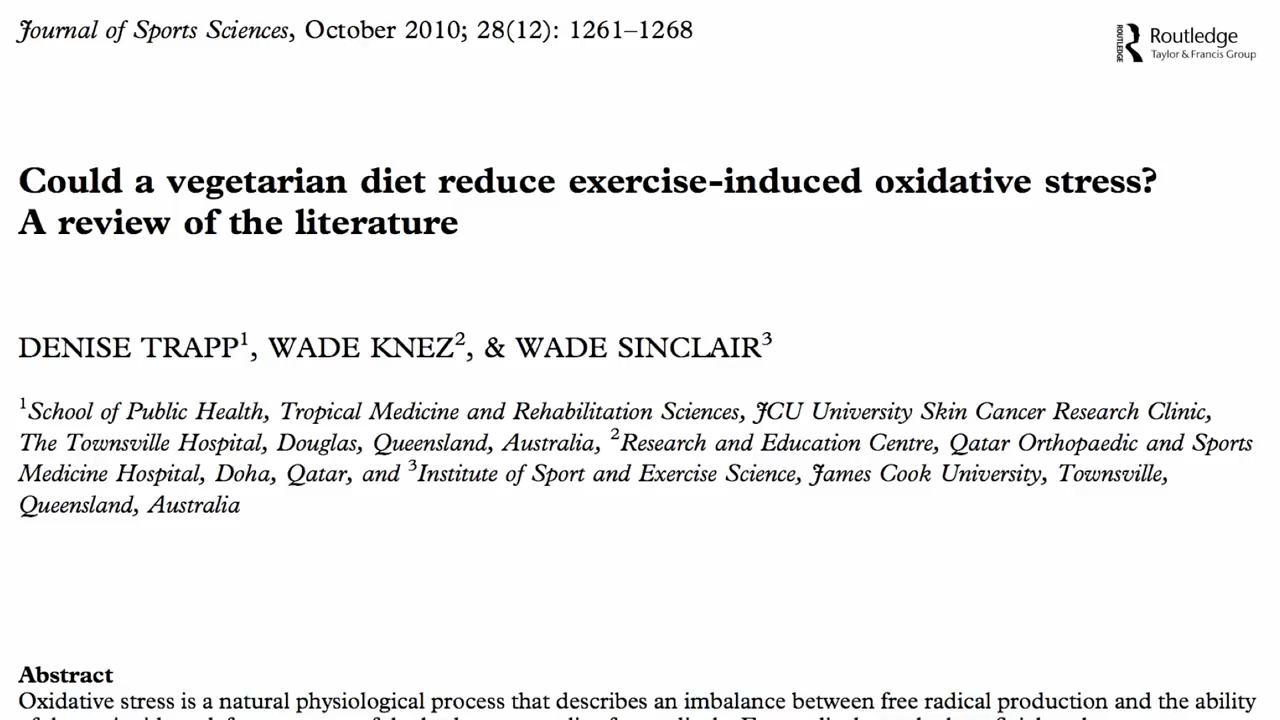 Journal of Sports Sciences, October 2010; 28(12): 1261–1268
ROUTLEDGE
Routledge
Taylor & Francis Group
Could a vegetarian diet reduce exercise-induced oxidative stress?
A review of the literature
DENISE TRAPP¹, WADE KNEZ², & WADE SINCLAIR³
¹School of Public Health, Tropical Medicine and Rehabilitation Sciences, JCU University Skin Cancer Research Clinic,
The Townsville Hospital, Douglas, Queensland, Australia, ²Research and Education Centre, Qatar Orthopaedic and Sports
Medicine Hospital, Doha, Qatar, and ³Institute of Sport and Exercise Science, James Cook University, Townsville,
Queensland, Australia
Abstract
Oxidative stress is a natural physiological process that describes an imbalance between free radical production and the ability